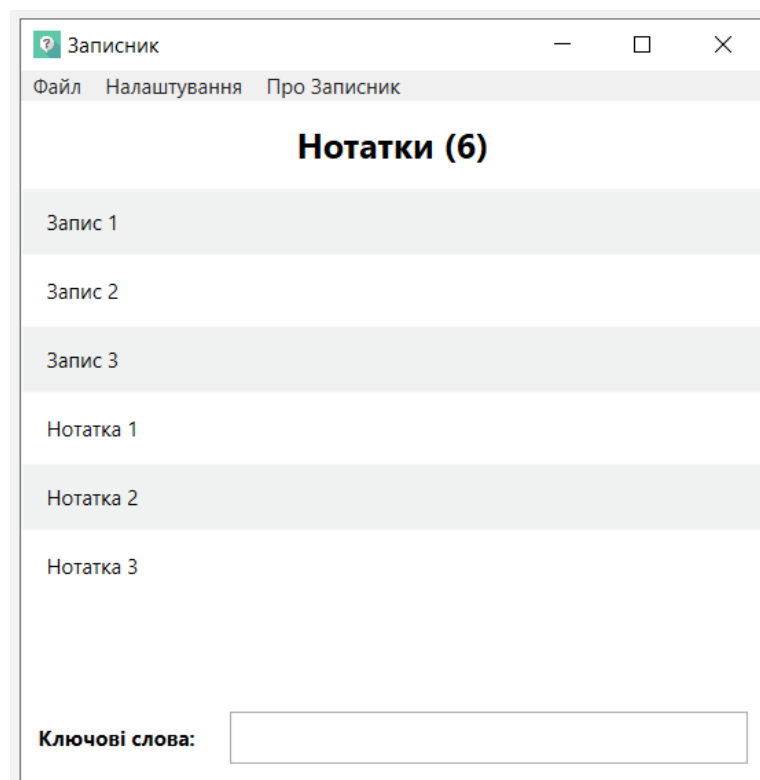 Записник
Файл Налаштування Про Записник
Нотатки (6)
Запис 1
Запис 2
Запис 3
Нотатка 1
Нотатка 2
Нотатка 3
Ключові слова: